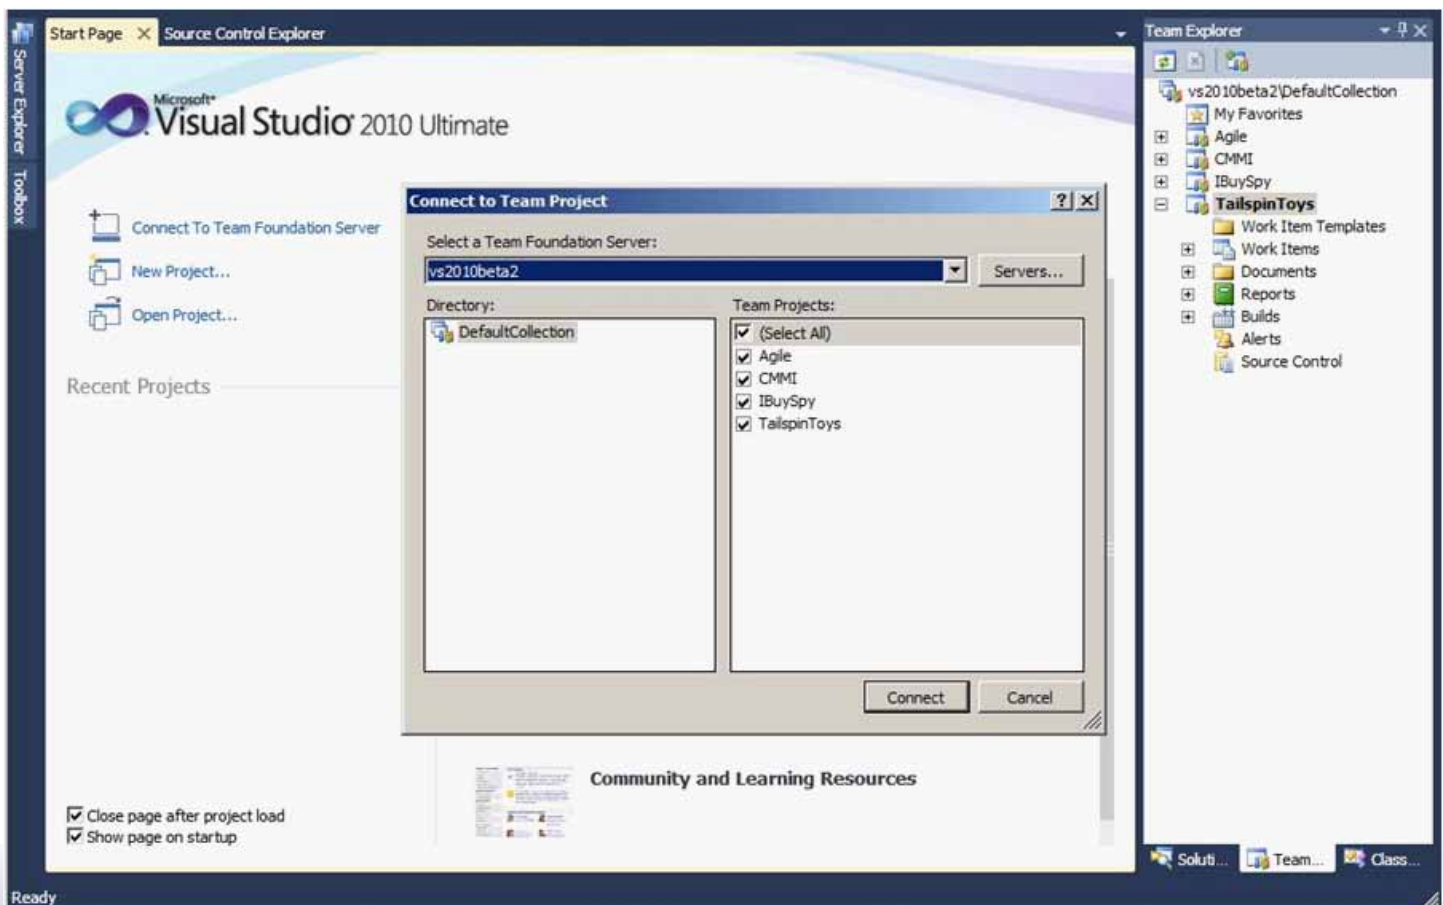 Start Page
Source Control Explorer
Server Explorer
Toolbox
Microsoft
Visual Studio 2010 Ultimate
Connect To Team Foundation Server
New Project...
Open Project...
Recent Projects
Close page after project load
Show page on startup
Connect to Team Project
Select a Team Foundation Server:
vs2010beta2
Servers...
Directory:
DefaultCollection
Team Projects:
(Select All)
Agile
CMMI
IBuySpy
TailspinToys
Connect
Cancel
Community and Learning Resources
Team Explorer
vs2010beta2\DefaultCollection
My Favorites
Agile
CMMI
IBuySpy
TailspinToys
Work Item Templates
Work Items
Documents
Reports
Builds
Alerts
Source Control
Soluti...
Team...
Class...
Ready